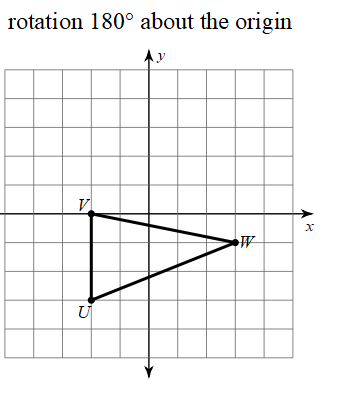 rotation 180° about the origin
y
V
x
W
U